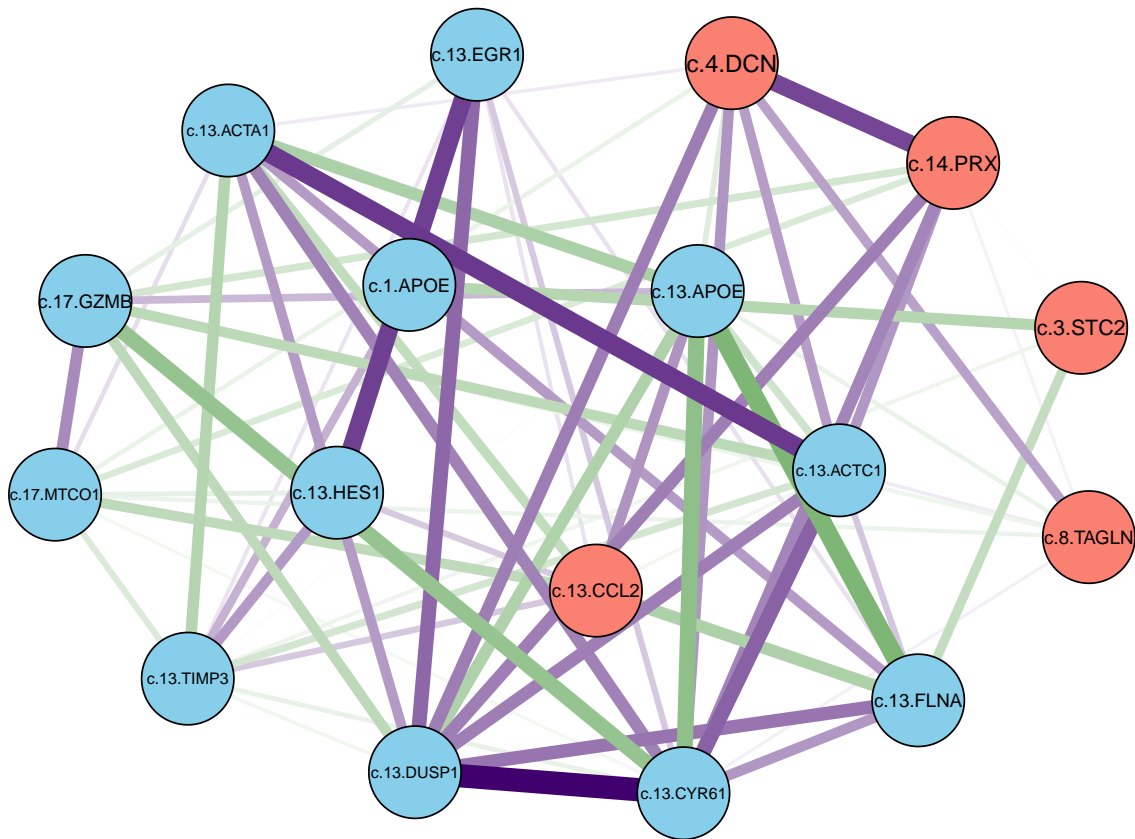 c.13.EGR1
c.4.DCN
c.13.ACTA1
c.14.PRX
c.1.APOE
c.13.APOE
c.17.GZMB
c.3.STC2
c.13.ACTC1
c.17.MTCO1
c.13.HES1
c.8.TAGLN
c.13.CCL2
c.13.TIMP3
c.13.FLNA
c.13.DUSP1
c.13.CYR61